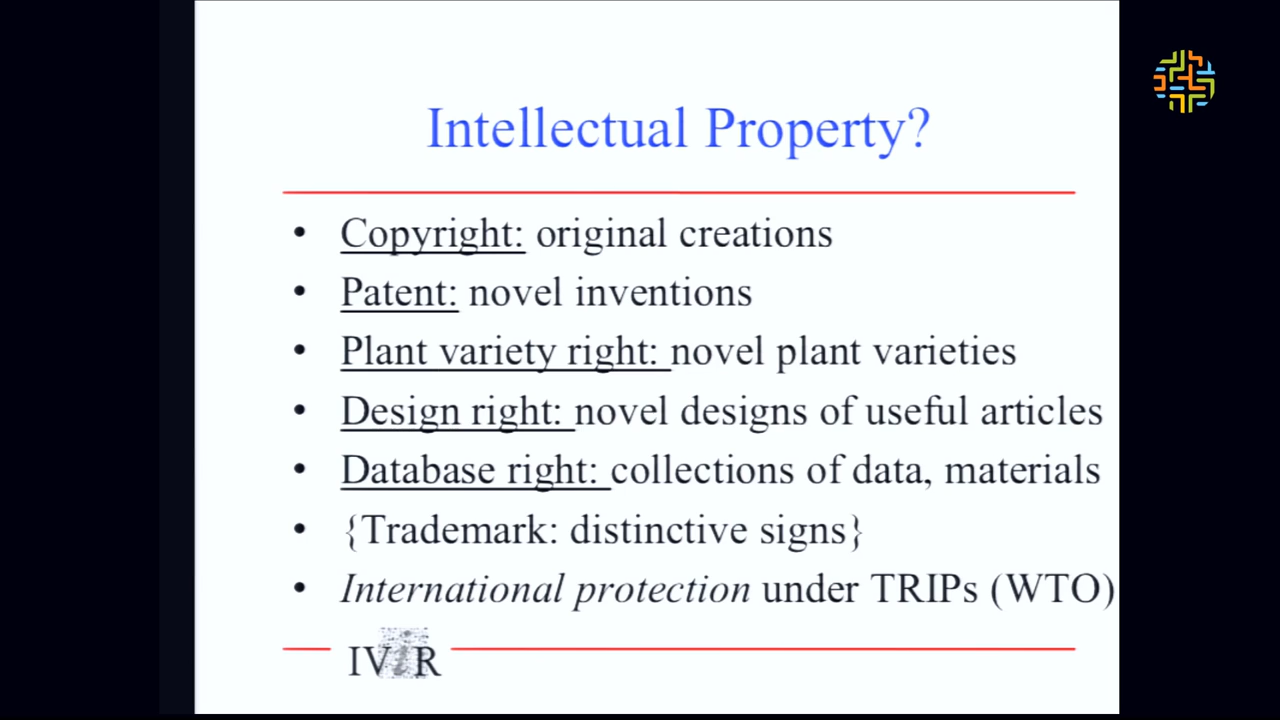 Intellectual Property?
• Copyright: original creations
• Patent: novel inventions
• Plant variety right: novel plant varieties
• Design right: novel designs of useful articles
• Database right: collections of data, materials
• {Trademark: distinctive signs}
• International protection under TRIPs (WTO)
IViR